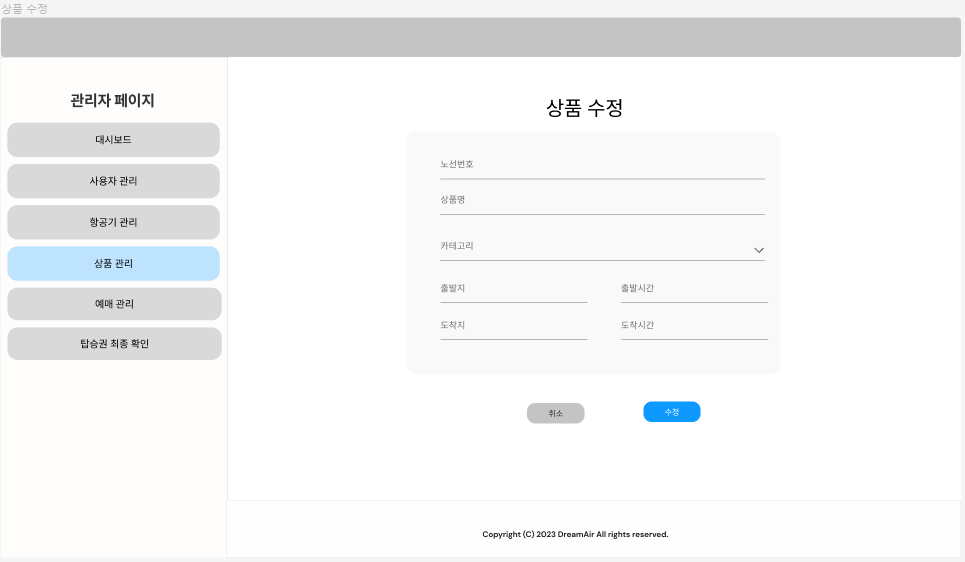 상품 수정
관리자 페이지
대시보드
사용자 관리
항공기 관리
상품 관리
예매 관리
탑승권 최종 확인
상품 수정
노선번호
상품명
카테고리
출발지 출발시간
도착지 도착시간
취소 수정
Copyright (C) 2023 DreamAir All rights reserved.